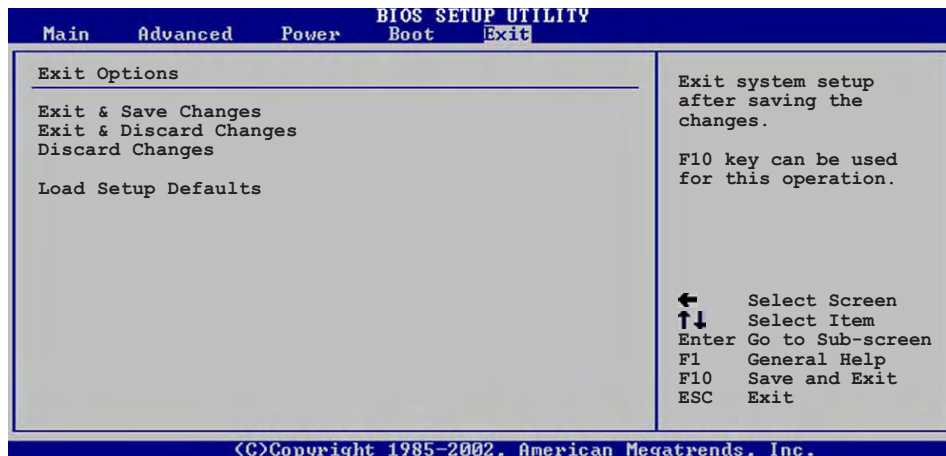 BIOS SETUP UTILITY
Main Advanced Power Boot Exit
Exit Options
Exit & Save Changes
Exit & Discard Changes
Discard Changes
Load Setup Defaults
Exit system setup
after saving the
changes.
F10 key can be used
for this operation.
← Select Screen
↑↓ Select Item
Enter Go to Sub-screen
F1 General Help
F10 Save and Exit
ESC Exit
(C)Copyright 1985-2002, American Megatrends, Inc.